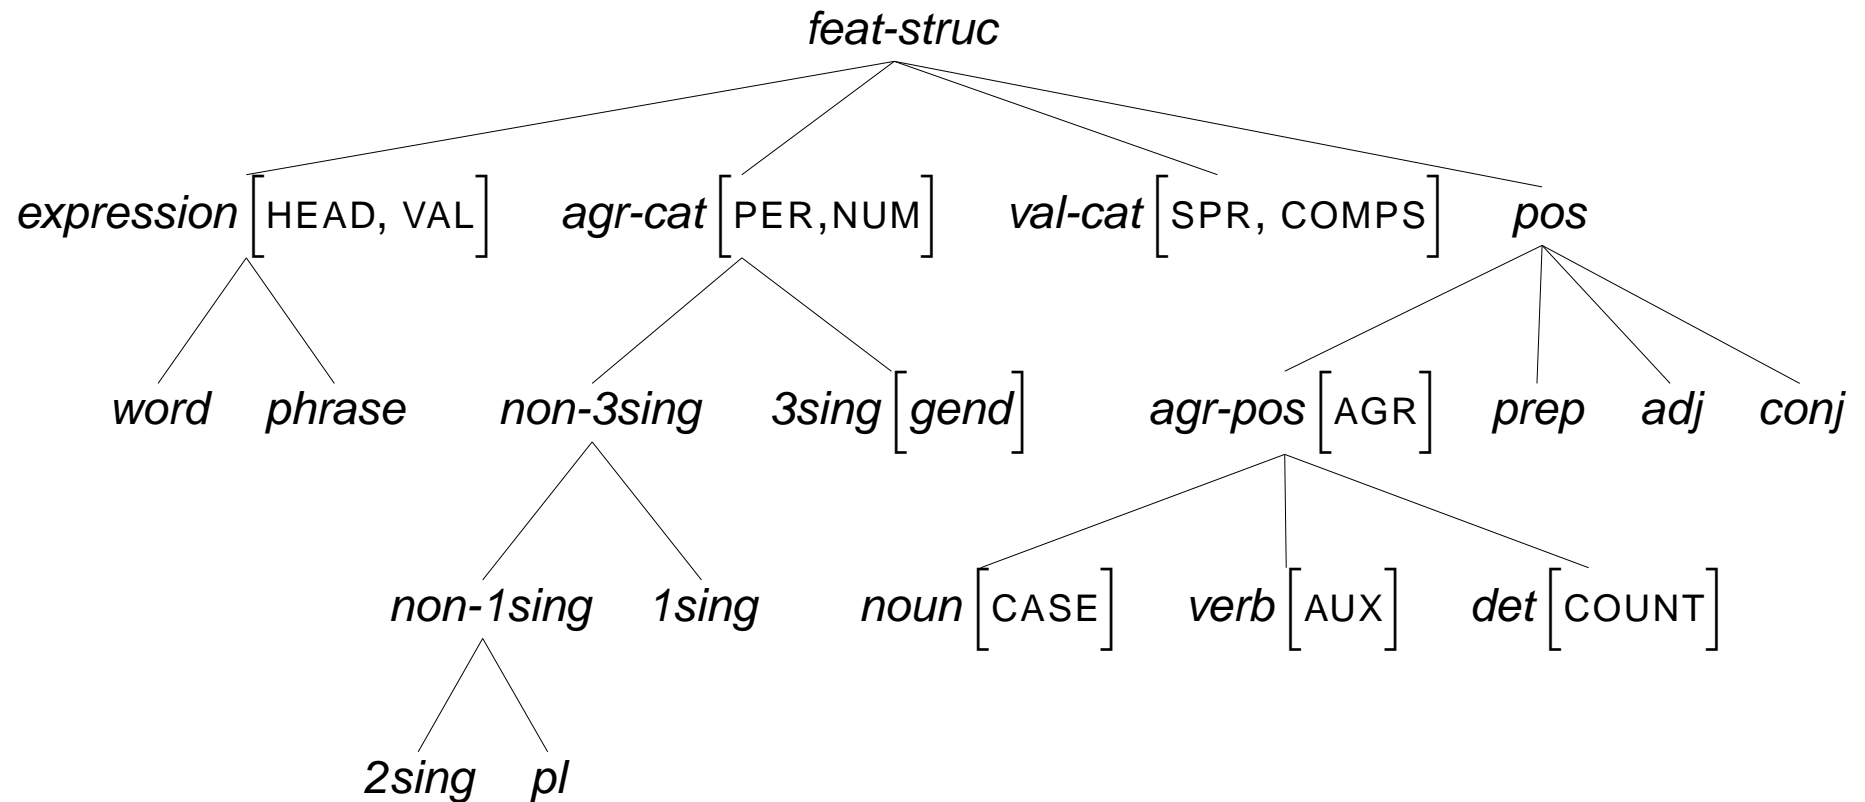 feat-struc
expression [HEAD, VAL] agr-cat [PER,NUM] val-cat [SPR, COMPS] pos
word phrase non-3sing 3sing [gend] agr-pos [AGR] prep adj conj
non-1sing 1sing noun [CASE] verb [AUX] det [COUNT]
2sing pl